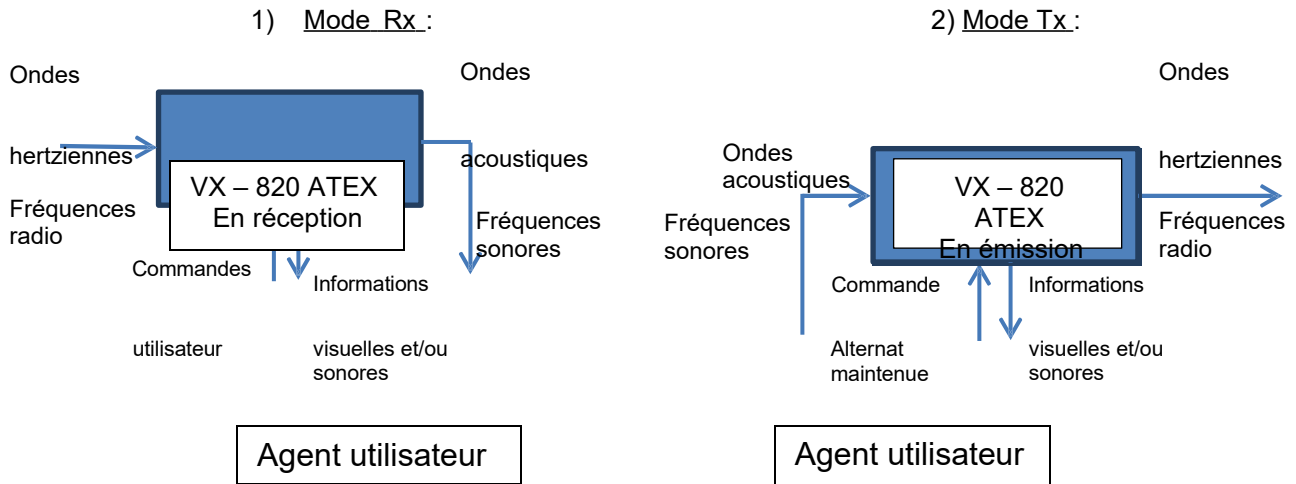 1) Mode Rx :
Ondes
hertziennes
Fréquences
radio
VX – 820 ATEX
En réception
Ondes
acoustiques
Fréquences
sonores
Commandes
utilisateur
Informations
visuelles et/ou
sonores
Agent utilisateur
2) Mode Tx :
Ondes
acoustiques
Fréquences
sonores
VX – 820
ATEX
En émission
Ondes
hertziennes
Fréquences
radio
Commande
Alternat
maintenue
Informations
visuelles et/ou
sonores
Agent utilisateur